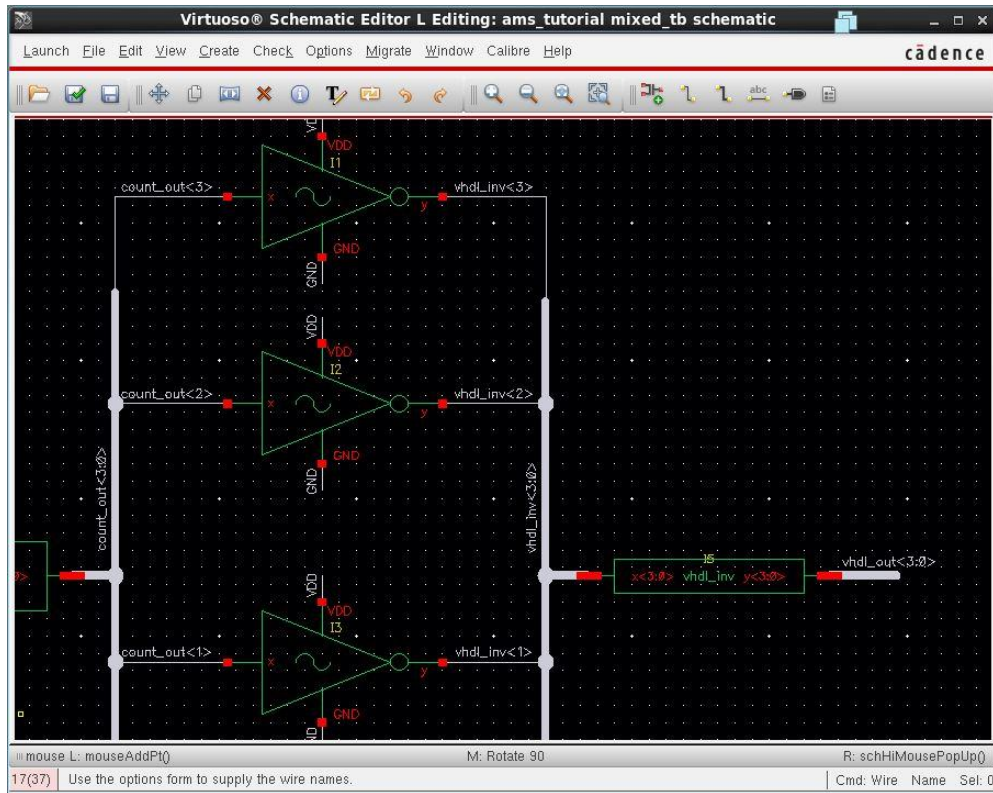 Virtuoso® Schematic Editor L Editing: ams_tutorial mixed_tb schematic
Launch File Edit View Create Check Options Migrate Window Calibre Help
cādence
abc
VDD
VDD
I1
count_out<3>
x
y
vhdl_inv<3>
GND
GND
VDD
VDD
I2
count_out<2>
x
y
vhdl_inv<2>
GND
GND
count_out<3:0>
vhdl_inv<3:0>
0>
I5
x<3:0> vhdl_inv y<3:0>
vhdl_out<3:0>
VDD
VDD
I3
count_out<1>
x
y
vhdl_inv<1>
GND
GND
mouse L: mouseAddPt()
M: Rotate 90
R: schHiMousePopUp()
17(37)
Use the options form to supply the wire names.
Cmd: Wire Name Sel: 0